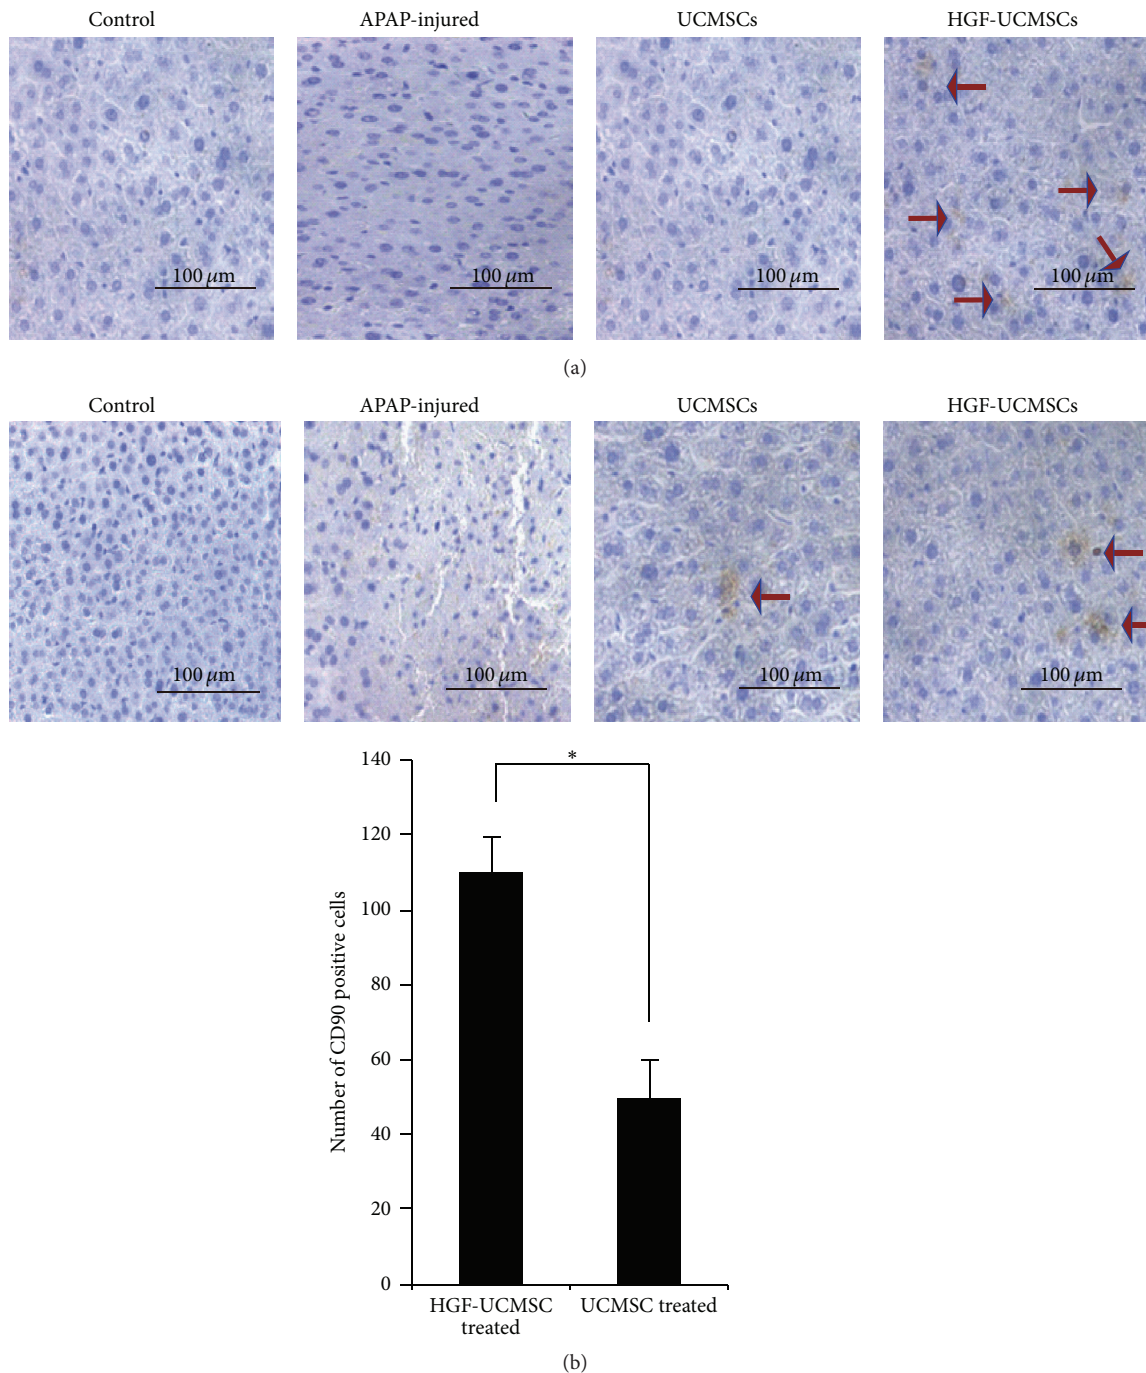 Control APAP-injured UCMSCs HGF-UCMSCs
100 μm 100 μm 100 μm 100 μm
(a)
Control APAP-injured UCMSCs HGF-UCMSCs
100 μm 100 μm 100 μm 100 μm
Number of CD90 positive cells
140
120
100
80
60
40
20
0
*
HGF-UCMSC
treated
UCMSC treated
(b)